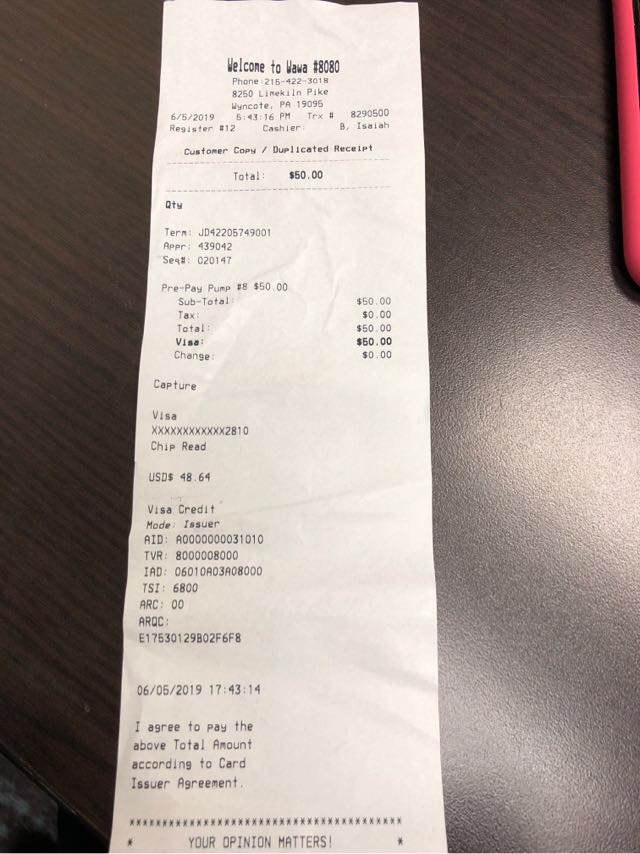 Welcome to Wawa #8080
Phone:215-422-3018
8250 Limekiln Pike
Wyncote, PA 19095
6/5/2019 5:43:16 PM Trx # 8290500
Register #12 Cashier: B, Isaiah
Customer Copy / Duplicated Receipt
Total: $50.00
Qty
Term: JD42205749001
Appr: 439042
Seq#: 020147
Pre-Pay Pump #8 $50.00
Sub-Total: $50.00
Tax: $0.00
Total: $50.00
Visa: $50.00
Change: $0.00
Capture
Visa
XXXXXXXXXXXX2810
Chip Read
USD$ 48.64
Visa Credit
Mode: Issuer
AID: A0000000031010
TVR: 8000008000
IAD: 06010A03A08000
TSI: 6800
ARC: 00
ARQC:
E17530129B02F6F8
06/05/2019 17:43:14
I agree to pay the
above Total Amount
according to Card
Issuer Agreement.
* YOUR OPINION MATTERS! *